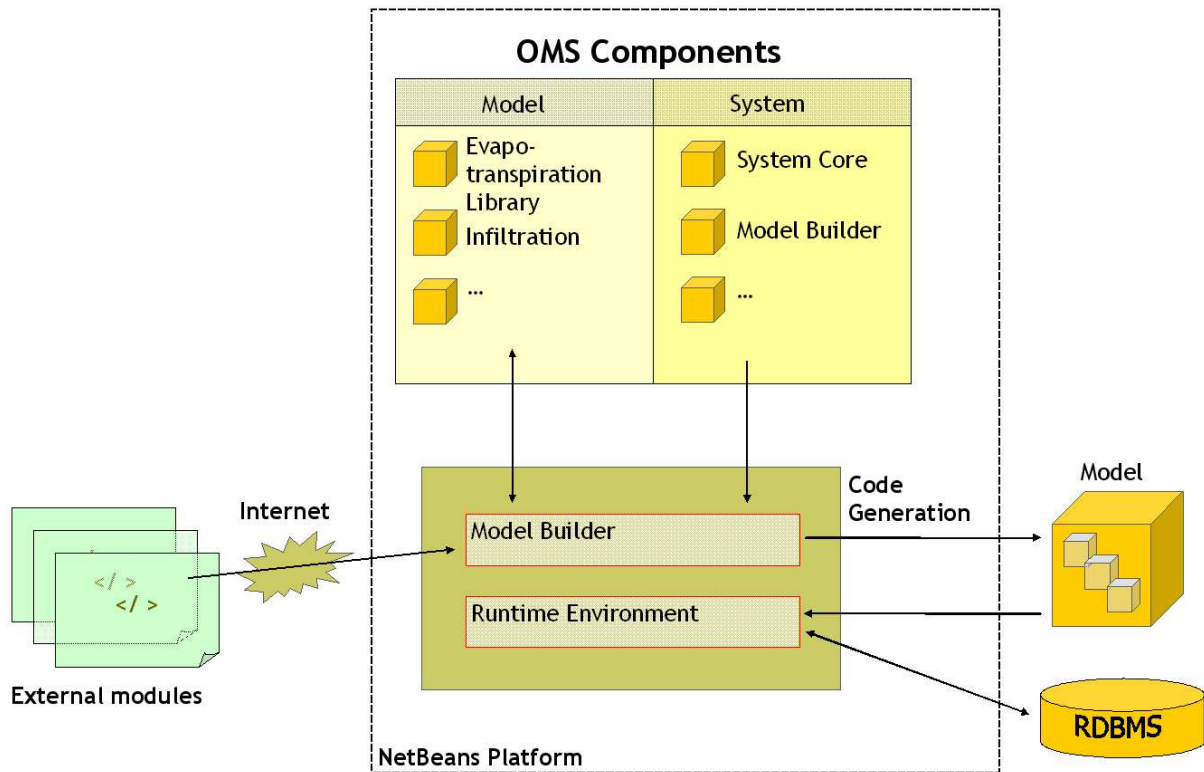 OMS Components
Model
System
Evapo-
transpiration
Library
Infiltration
...
System Core
Model Builder
...
Internet
Code
Generation
Model
Model Builder
</ >
</ >
Runtime Environment
External modules
RDBMS
NetBeans Platform